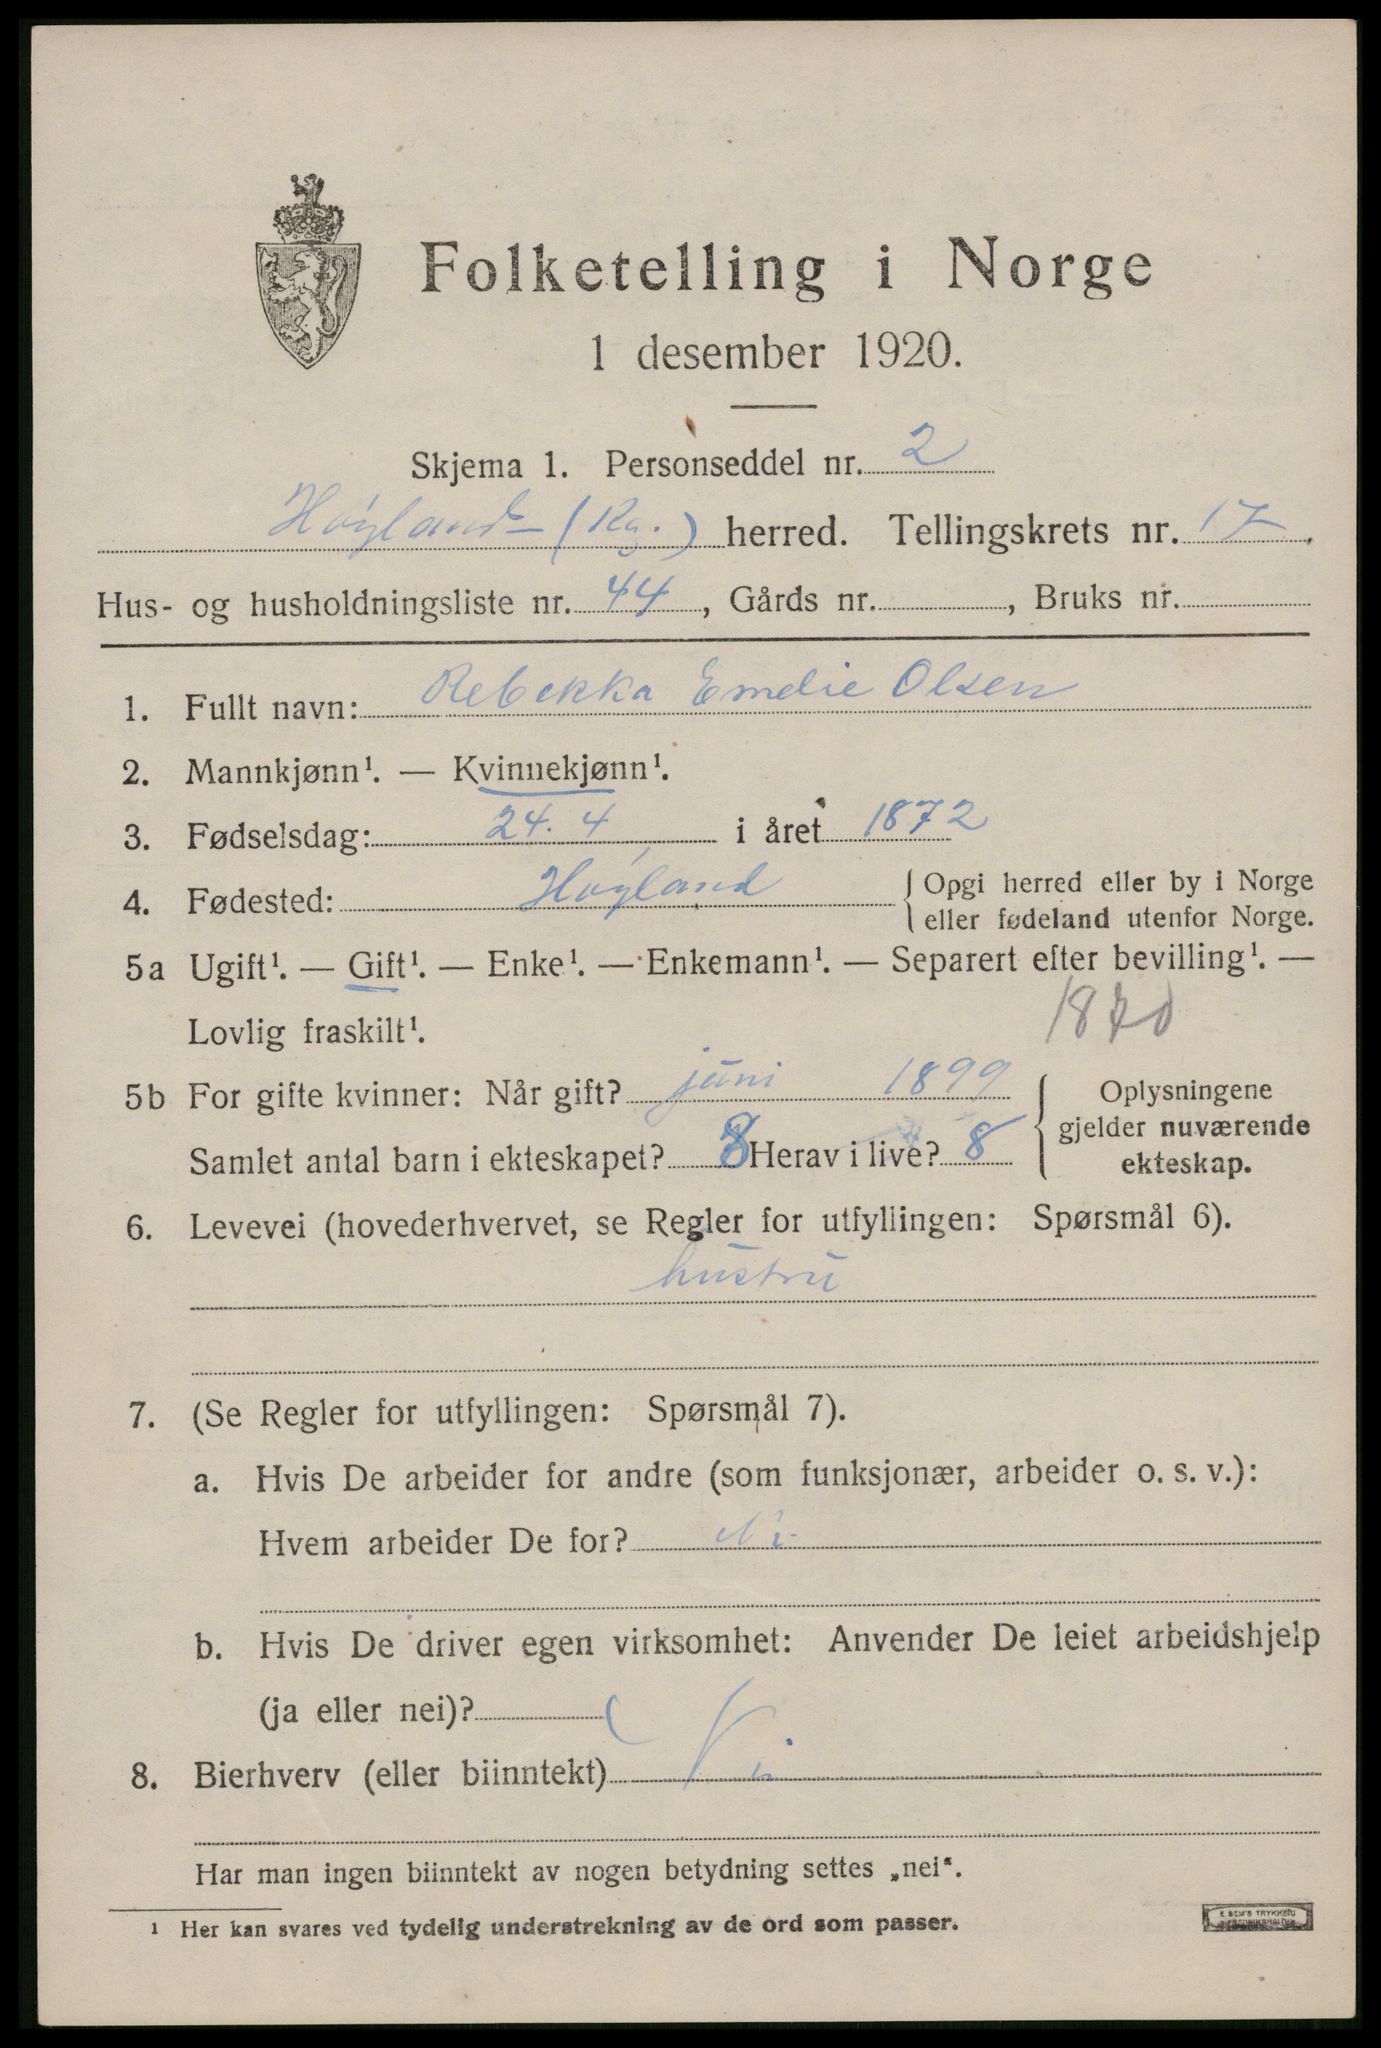 Folketelling i Norge
1 desember 1920.
Skjema 1. Personseddel nr. 2
Høyland (Rg.) herred. Tellingskrets nr. 17.
Hus- og husholdningsliste nr. 44, Gårds nr. , Bruks nr.
1. Fullt navn: Rebekka Emelie Olsen
2. Mannkjønn¹. — Kvinnekjønn¹.
3. Fødselsdag: 24. 4 i året 1872
4. Fødested: Høyland { Opgi herred eller by i Norge
eller fødeland utenfor Norge.
5a Ugift¹. — Gift¹. — Enke¹. — Enkemann¹. — Separert efter bevilling¹. —
Lovlig fraskilt¹.
5b For gifte kvinner: Når gift? juni 1899 { Oplysningene
gjelder nuværende
Samlet antal barn i ekteskapet? 8 Herav i live? 8
ekteskap.
6. Levevei (hovederhvervet, se Regler for utfyllingen: Spørsmål 6).
hustru
7. (Se Regler for utfyllingen: Spørsmål 7).
a. Hvis De arbeider for andre (som funksjonær, arbeider o. s. v.):
Hvem arbeider De for?
b. Hvis De driver egen virksomhet: Anvender De leiet arbeidshjelp
(ja eller nei)?
8. Bierhverv (eller biinntekt)
Har man ingen biinntekt av nogen betydning settes „nei“.
¹ Her kan svares ved tydelig understrekning av de ord som passer.